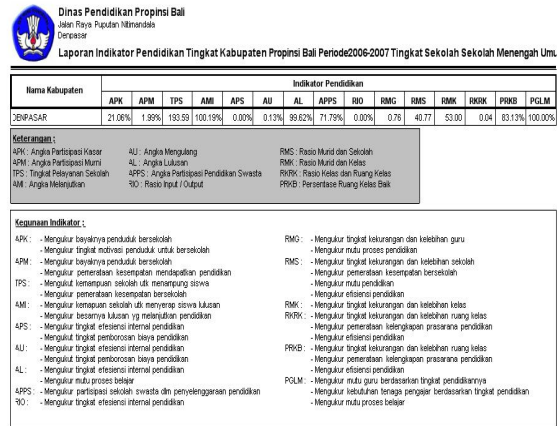 Dinas Pendidikan Propinsi Bali
Jalan Raya Puputan Nitimandala
Denpasar
Laporan Indikator Pendidikan Tingkat Kabupaten Propinsi Bali Periode2006-2007 Tingkat Sekolah Sekolah Menengah Umu
Nama Kabupaten Indikator Pendidikan
APK APM TPS AMI APS AU AL APPS RIO RMG RMS RMK RKRK PRKB PGLM
DENPASAR 21.06% 1.99% 193.59 100.19% 0.00% 0.13% 99.62% 71.79% 0.00% 0.76 40.77 53.00 0.04 83.13% 100.00%
Keterangan :
APK : Angka Partisipasi Kasar AU : Angka Mengulang RMS : Rasio Murid dan Sekolah
APM : Angka Partisipasi Murni AL : Angka Lulusan RMK : Rasio Murid dan Kelas
TPS : Tingkat Pelayanan Sekolah APPS : Angka Partisipasi Pendidikan Swasta RKRK : Rasio Kelas dan Ruang Kelas
AMI : Angka Melanjutkan RIO : Rasio Input / Output PRKB : Persentase Ruang Kelas Baik
Kegunaan Indikator :
APK : - Mengukur bayaknya penduduk bersekolah
- Mengukur tingkat motivasi penduduk untuk bersekolah
APM : - Mengukur bayaknya penduduk bersekolah
- Mengukur pemerataan kesempatan mendapatkan pendidikan
TPS : - Mengukut kemampuan sekolah utk menampung siswa
- Mengukur pemerataan kesempatan bersekolah
AMI : - Mengukur kemapuan sekolah utk menyerap siswa lulusan
- Mengukur besarnya lulusan yg melanjutkan pendidikan
APS : - Mengukur tingkat efesiensi internal pendidikan
- Mengukut tingkat pemborosan biaya pendidikan
AU : - Mengukur tingkat efesiensi internal pendidikan
- Mengukut tingkat pemborosan biaya pendidikan
AL : - Mengukur tingkat efesiensi internal pendidikan
- Mengukur mutu proses belajar
APPS : - Mengukur partisipasi sekolah swasta dlm penyelenggaraan pendidikan
RIO : - Mengukur tingkat efesiensi internal pendidikan
RMG : - Mengukur tingkat kekurangan dan kelebihan guru
- Mengukur mutu proses pendidikan
RMS : - Mengukur tingkat kekurangan dan kelebihan sekolah
- Mengukur pemerataan kesempatan bersekolah
- Mengukur mutu pendidikan
- Mengukur efisiensi pendidikan
RMK : - Mengukur tingkat kekurangan dan kelebihan kelas
RKRK : - Mengukur tingkat kekurangan dan kelebihan ruang kelas
- Mengukur pemerataan kelengkapan prasarana pendidikan
- Mengukur efisiensi pendidikan
PRKB : - Mengukur tingkat kekurangan dan kelebihan ruang kelas
- Mengukur pemerataan kelengkapan prasarana pendidikan
- Mengukur efisiensi pendidikan
PGLM : - Mengukur mutu guru berdasarkan tingkat pendidikannya
- Mengukur kebutuhan tenaga pengajar berdasarkan tingkat pendidikan
- Mengukur mutu proses belajar